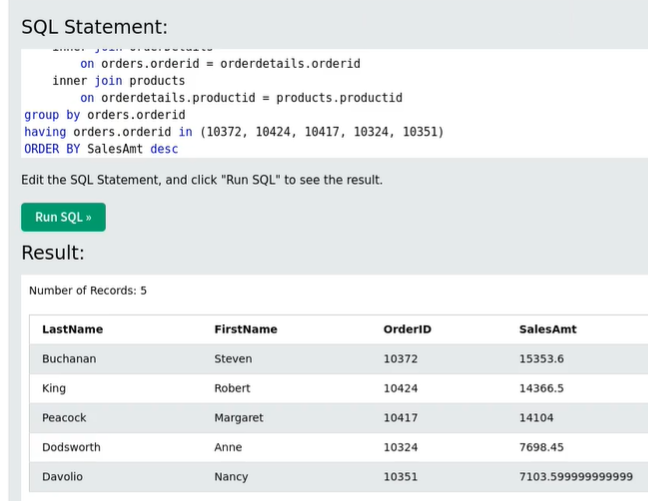 SQL Statement:
inner join orderdetails
on orders.orderid = orderdetails.orderid
inner join products
on orderdetails.productid = products.productid
group by orders.orderid
having orders.orderid in (10372, 10424, 10417, 10324, 10351)
ORDER BY SalesAmt desc
Edit the SQL Statement, and click "Run SQL" to see the result.
Run SQL »
Result:
Number of Records: 5
LastName FirstName OrderID SalesAmt
Buchanan Steven 10372 15353.6
King Robert 10424 14366.5
Peacock Margaret 10417 14104
Dodsworth Anne 10324 7698.45
Davolio Nancy 10351 7103.599999999999